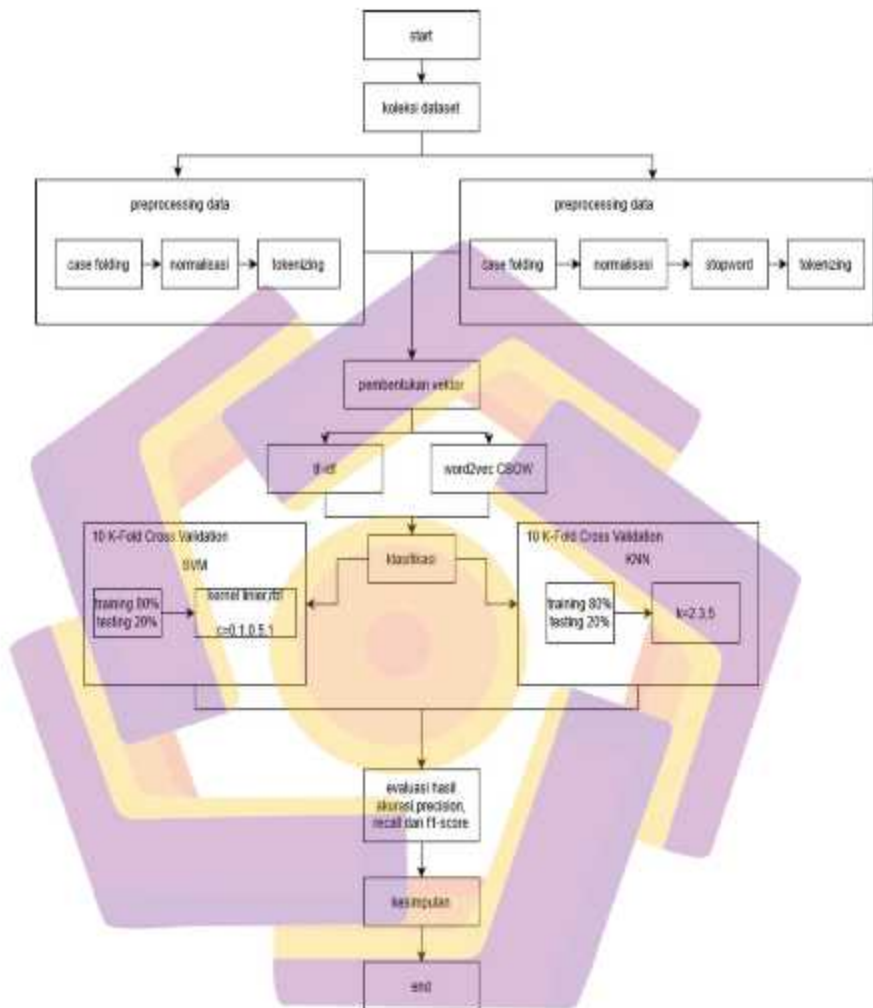 start
koleksi dataset
preprocessing data
case folding
normalisasi
tokenizing
preprocessing data
case folding
normalisasi
stopword
tokenizing
pembentukan vektor
tf-idf
word2vec CBOW
klasifikasi
10 K-Fold Cross Validation
SVM
training 80%
testing 20%
kernel linier,rbf
c=0,1,0,5,1
10 K-Fold Cross Validation
KNN
training 80%
testing 20%
k=2,3,5
evaluasi hasil
akurasi,precision,
recall dan f1-score
kesimpulan
end